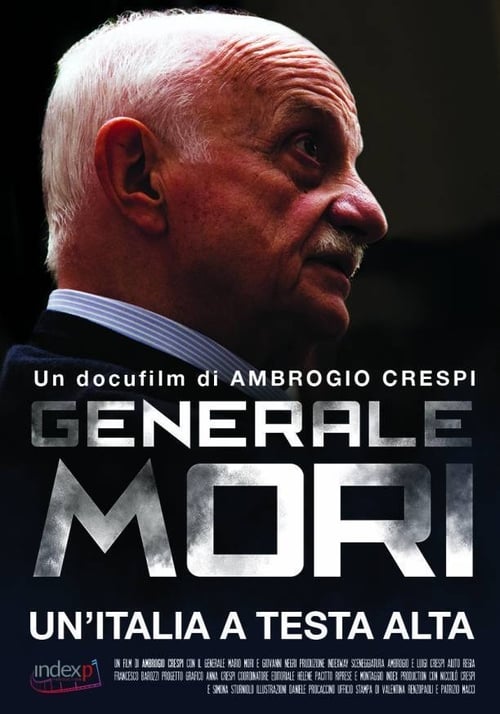 Un docufilm di AMBROGIO CRESPI
GENERALE
MORI
UN'ITALIA A TESTA ALTA
indexp
UN FILM DI AMBROGIO CRESPI CON IL GENERALE MARIO MORI E GIOVANNI NEGRI PRODUZIONE INDEXWAY SCENEGGIATURA AMBROGIO E LUIGI CRESPI AIUTO REGIA
FRANCESCO BAROZZI PROGETTO GRAFICO ANNA CRESPI COORDINATORE EDITORIALE HELENE PACITTO RIPRESE E MONTAGGIO INDEX PRODUCTION CON NICCOLÒ CRESPI
E SIMONA STURNIOLO ILLUSTRAZIONI DANIELE PROCACCINO UFFICIO STAMPA DI VALENTINA RENZOPAOLI E PATRIZIO MACCI